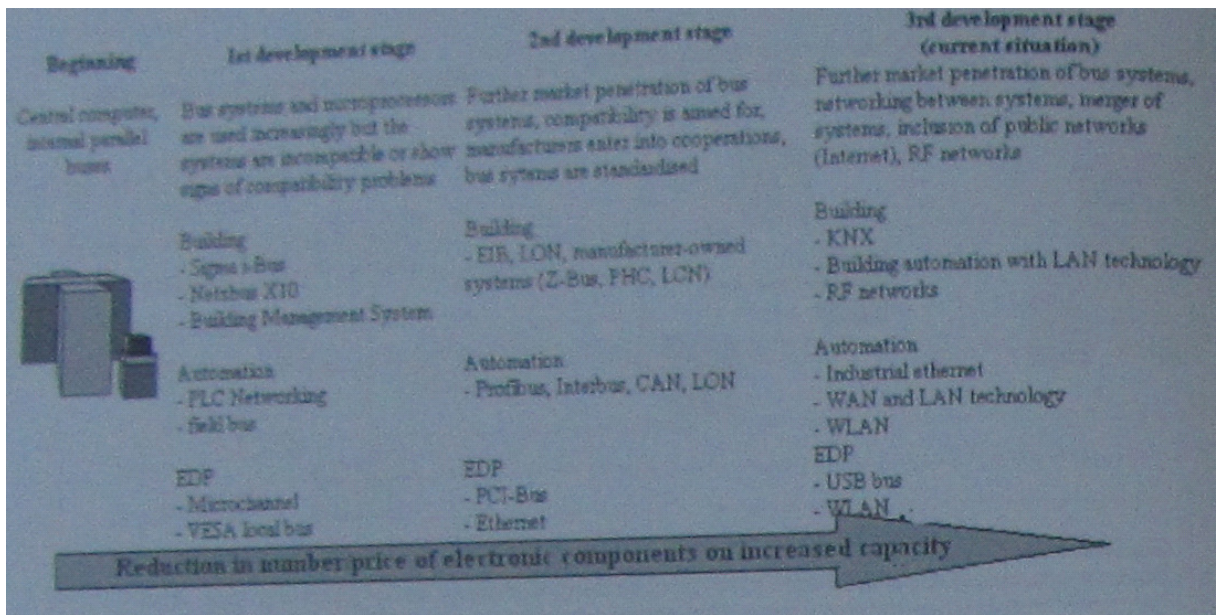 Beginning
Central computer,
internal parallel
buses
1st development stage
Bus systems and microprocessors
are used increasingly but the
systems are incompatible or show
signs of compatibility problems
Building
- Sigma i-Bus
- Netzbus X10
- Building Management System
Automation
- PLC Networking
- field bus
EDP
- Microchannel
- VESA local bus
2nd development stage
Further market penetration of bus
systems, compatibility is aimed for,
manufacturers enter into cooperations,
bus sytems are standardised
Building
- EIB, LON, manufacturer-owned
systems (Z-Bus, PHC, LCN)
Automation
- Profibus, Interbus, CAN, LON
EDP
- PCI-Bus
- Ethernet
3rd development stage
(current situation)
Further market penetration of bus systems,
networking between systems, merger of
systems, inclusion of public networks
(Internet), RF networks
Building
- KNX
- Building automation with LAN technology
- RF networks
Automation
- Industrial ethernet
- WAN and LAN technology
- WLAN
EDP
- USB bus
- WLAN
Reduction in price of electronic components on increased capacity